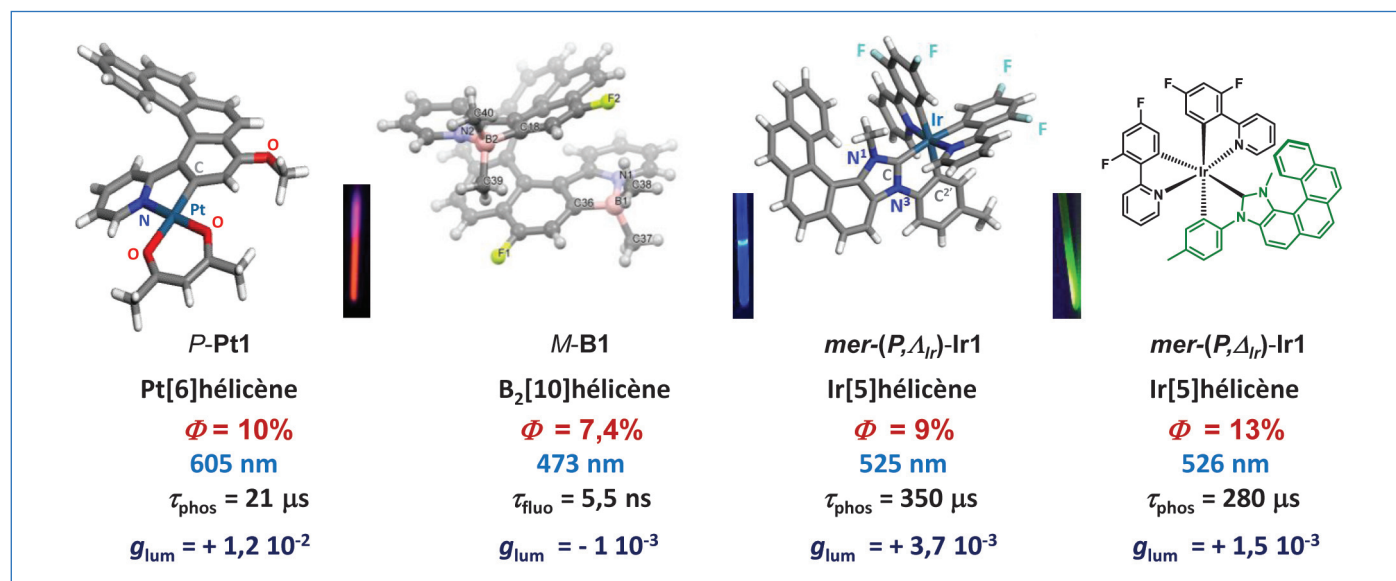 O
C
Pt
N
O
O
C40
N2
B2
C18
F2
C39
N1
C38
C36
B1
C37
F1
F
F
Ir
F
F
N1
C
N3
C2'
F
F
F
F
N
Ir
N
N
N
P-Pt1
M-B1
mer-(P,ΛIr)-Ir1
mer-(P,ΔIr)-Ir1
Pt[6]hélicène
B2[10]hélicène
Ir[5]hélicène
Ir[5]hélicène
Φ = 10%
Φ = 7,4%
Φ = 9%
Φ = 13%
605 nm
473 nm
525 nm
526 nm
τphos = 21 µs
τfluo = 5,5 ns
τphos = 350 µs
τphos = 280 µs
glum = + 1,2 10-2
glum = - 1 10-3
glum = + 3,7 10-3
glum = + 1,5 10-3